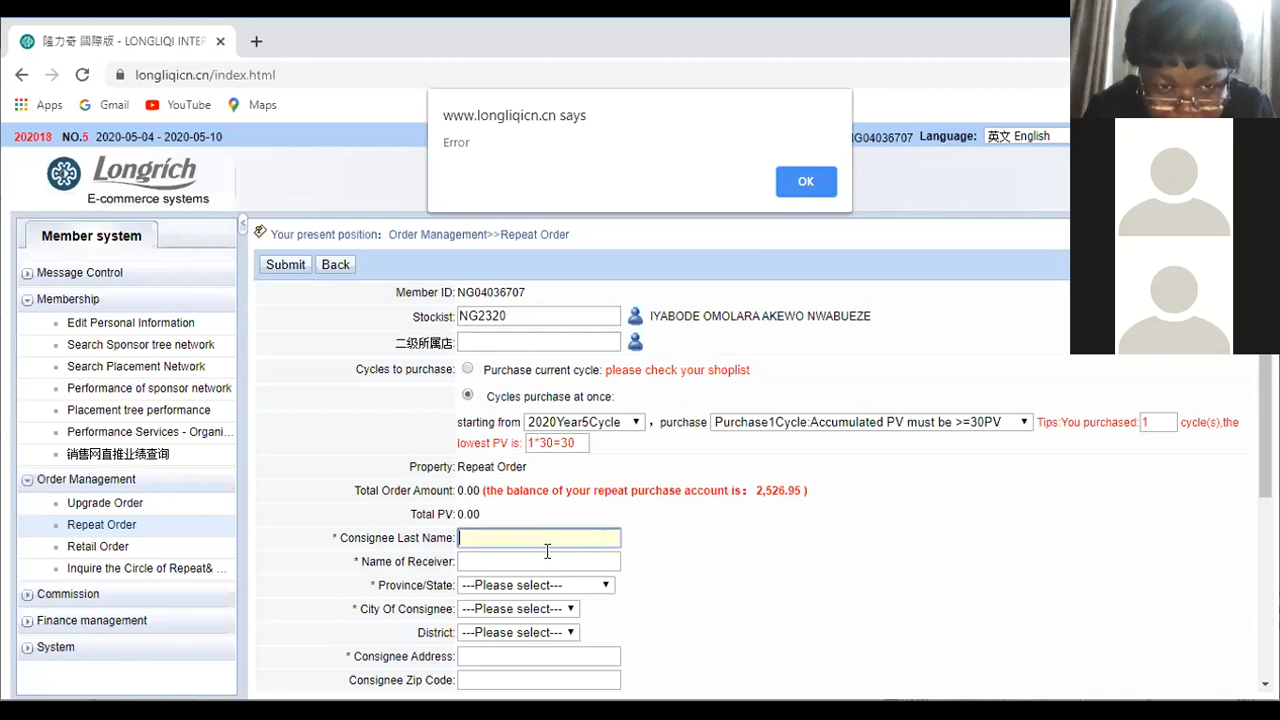 隆力奇 國際版 - LONGLIQI INTER
longliqicn.cn/index.html
Apps Gmail YouTube Maps
www.longliqicn.cn says
Error
OK
202018 NO.5 2020-05-04 - 2020-05-10
NG04036707 Language: 英文 English
Longrich
E-commerce systems
Member system
Message Control
Membership
Edit Personal Information
Search Sponsor tree network
Search Placement Network
Performance of sponsor network
Placement tree performance
Performance Services - Organi...
销售网直推业绩查询
Order Management
Upgrade Order
Repeat Order
Retail Order
Inquire the Circle of Repeat& ...
Commission
Finance management
System
Your present position: Order Management>>Repeat Order
Submit Back
Member ID: NG04036707
Stockist: NG2320 IYABODE OMOLARA AKEWO NWABUEZE
二级所属店:
Cycles to purchase: Purchase current cycle: please check your shoplist
Cycles purchase at once:
starting from 2020Year5Cycle , purchase Purchase1Cycle:Accumulated PV must be >=30PV Tips:You purchased: 1 cycle(s),the
lowest PV is: 1*30=30
Property: Repeat Order
Total Order Amount: 0.00 (the balance of your repeat purchase account is: 2,526.95 )
Total PV: 0.00
* Consignee Last Name:
* Name of Receiver:
* Province/State: ---Please select---
* City Of Consignee: ---Please select---
District: ---Please select---
* Consignee Address:
Consignee Zip Code: